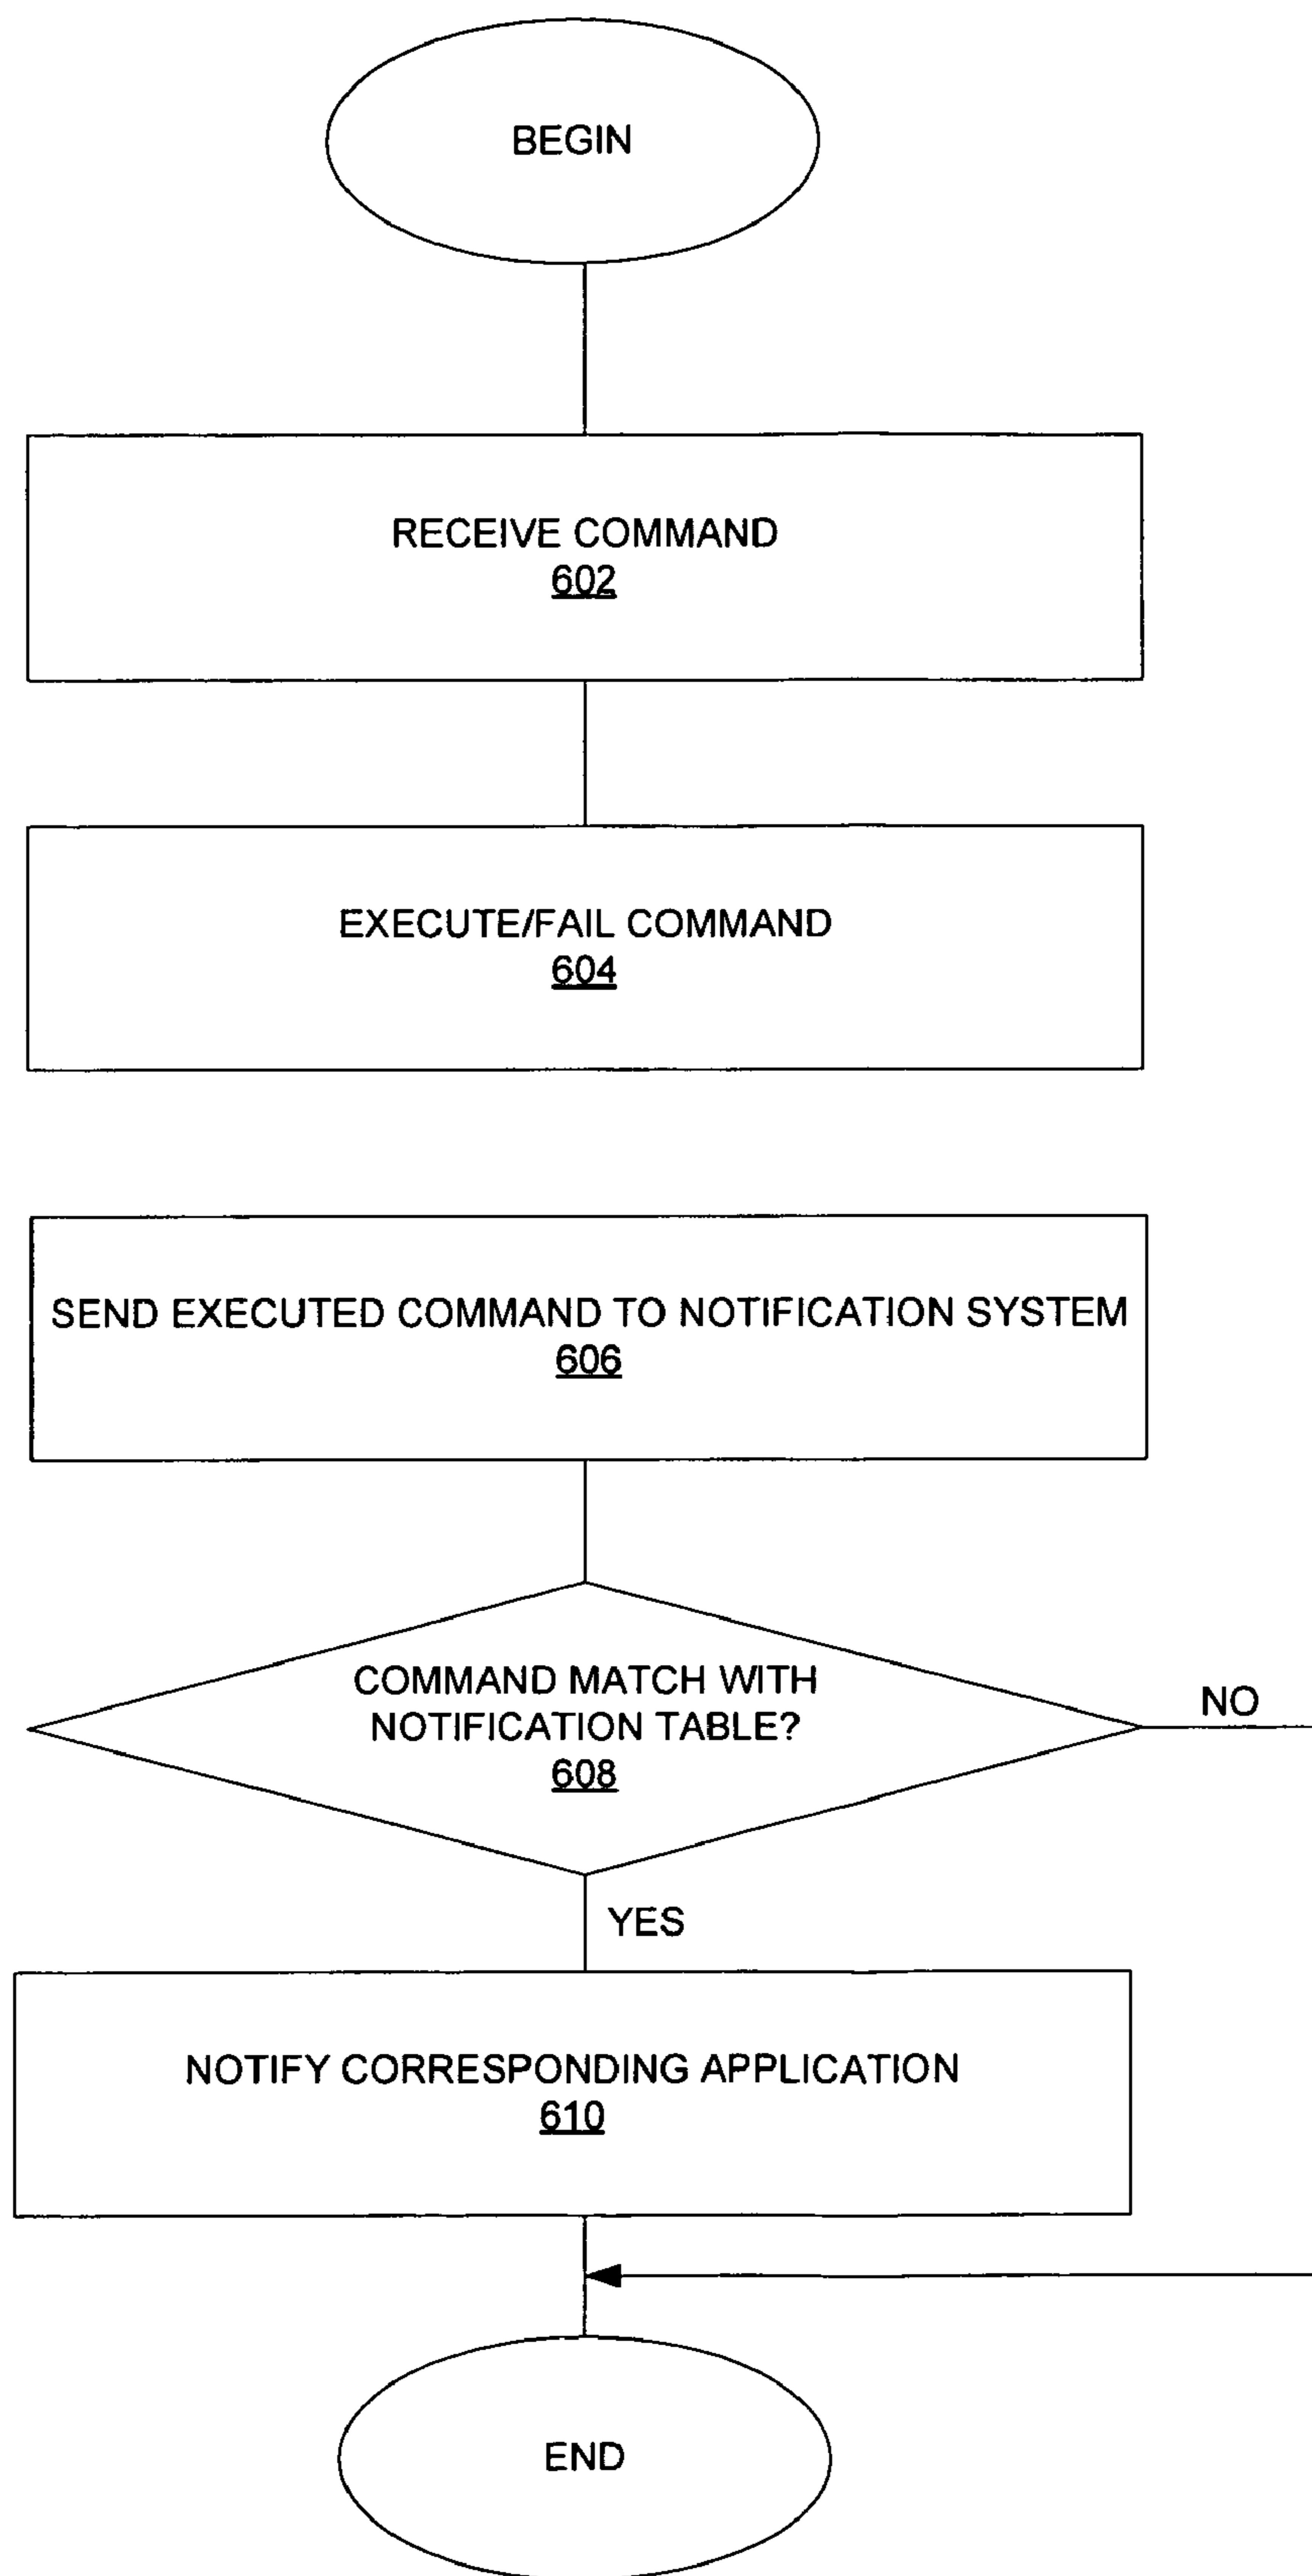 BEGIN
RECEIVE COMMAND
602
EXECUTE/FAIL COMMAND
604
SEND EXECUTED COMMAND TO NOTIFICATION SYSTEM
606
COMMAND MATCH WITH
NOTIFICATION TABLE?
608
NO
YES
NOTIFY CORRESPONDING APPLICATION
610
END